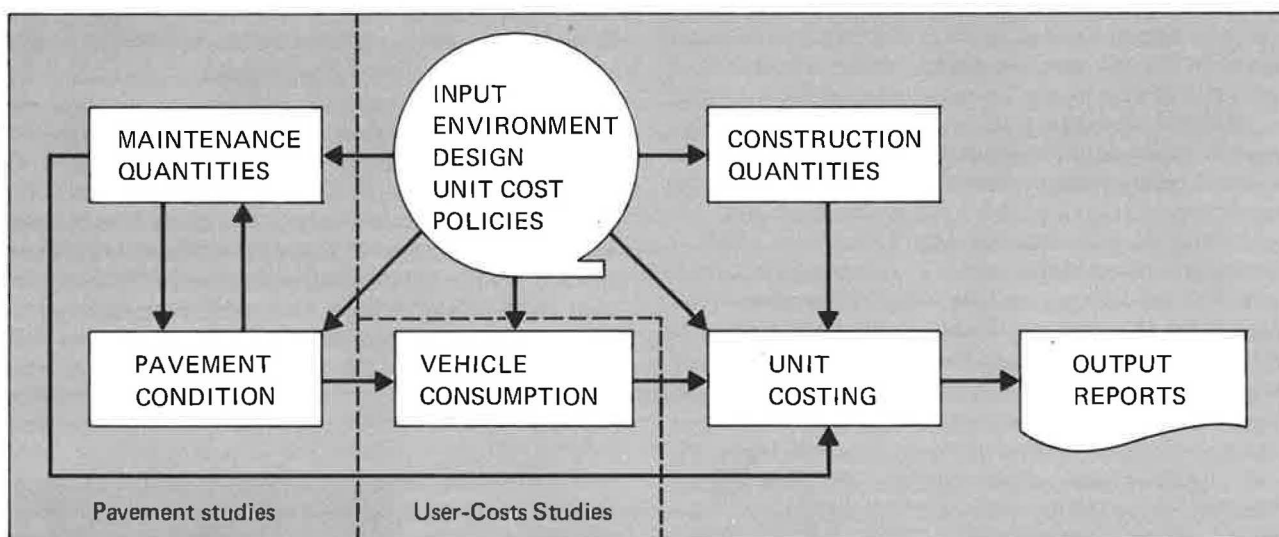 INPUT
ENVIRONMENT
DESIGN
UNIT COST
POLICIES
MAINTENANCE
QUANTITIES
CONSTRUCTION
QUANTITIES
PAVEMENT
CONDITION
VEHICLE
CONSUMPTION
UNIT
COSTING
OUTPUT
REPORTS
Pavement studies
User-Costs Studies